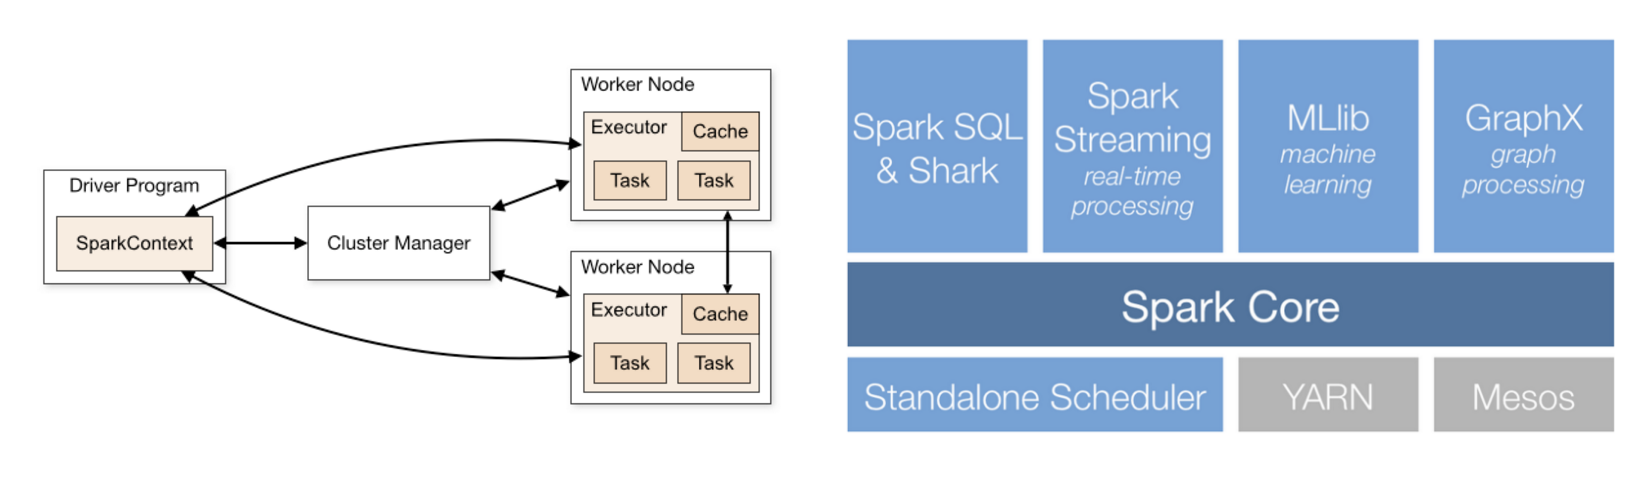 Driver Program
SparkContext
Cluster Manager
Worker Node
Executor
Cache
Task
Task
Worker Node
Executor
Cache
Task
Task
Spark SQL
& Shark
Spark
Streaming
real-time
processing
MLlib
machine
learning
GraphX
graph
processing
Spark Core
Standalone Scheduler
YARN
Mesos